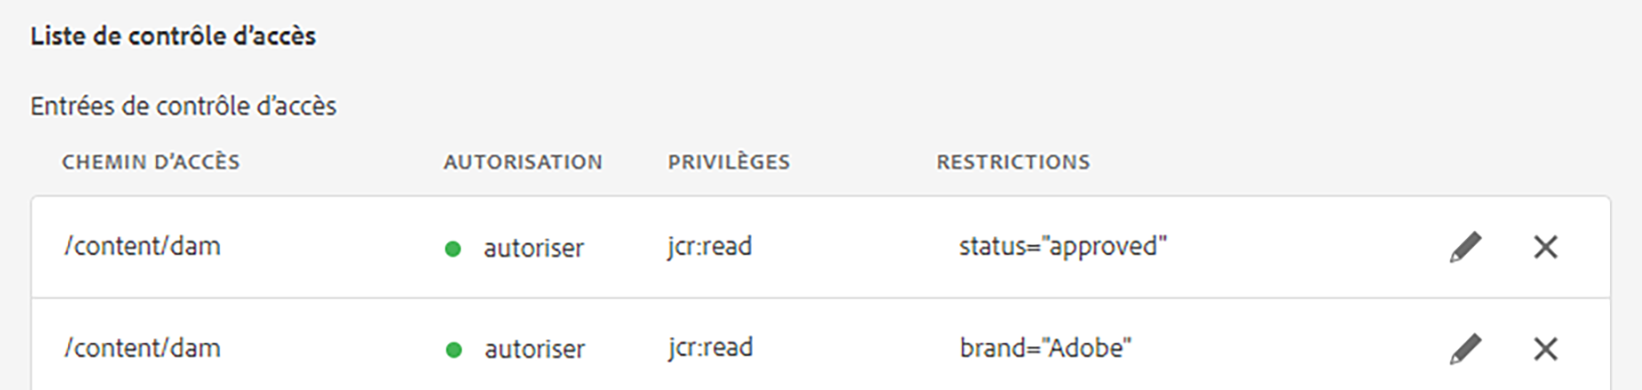 Liste de contrôle d’accès
Entrées de contrôle d’accès
CHEMIN D’ACCÈS AUTORISATION PRIVILÈGES RESTRICTIONS
/content/dam autoriser jcr:read status="approved"
/content/dam autoriser jcr:read brand="Adobe"